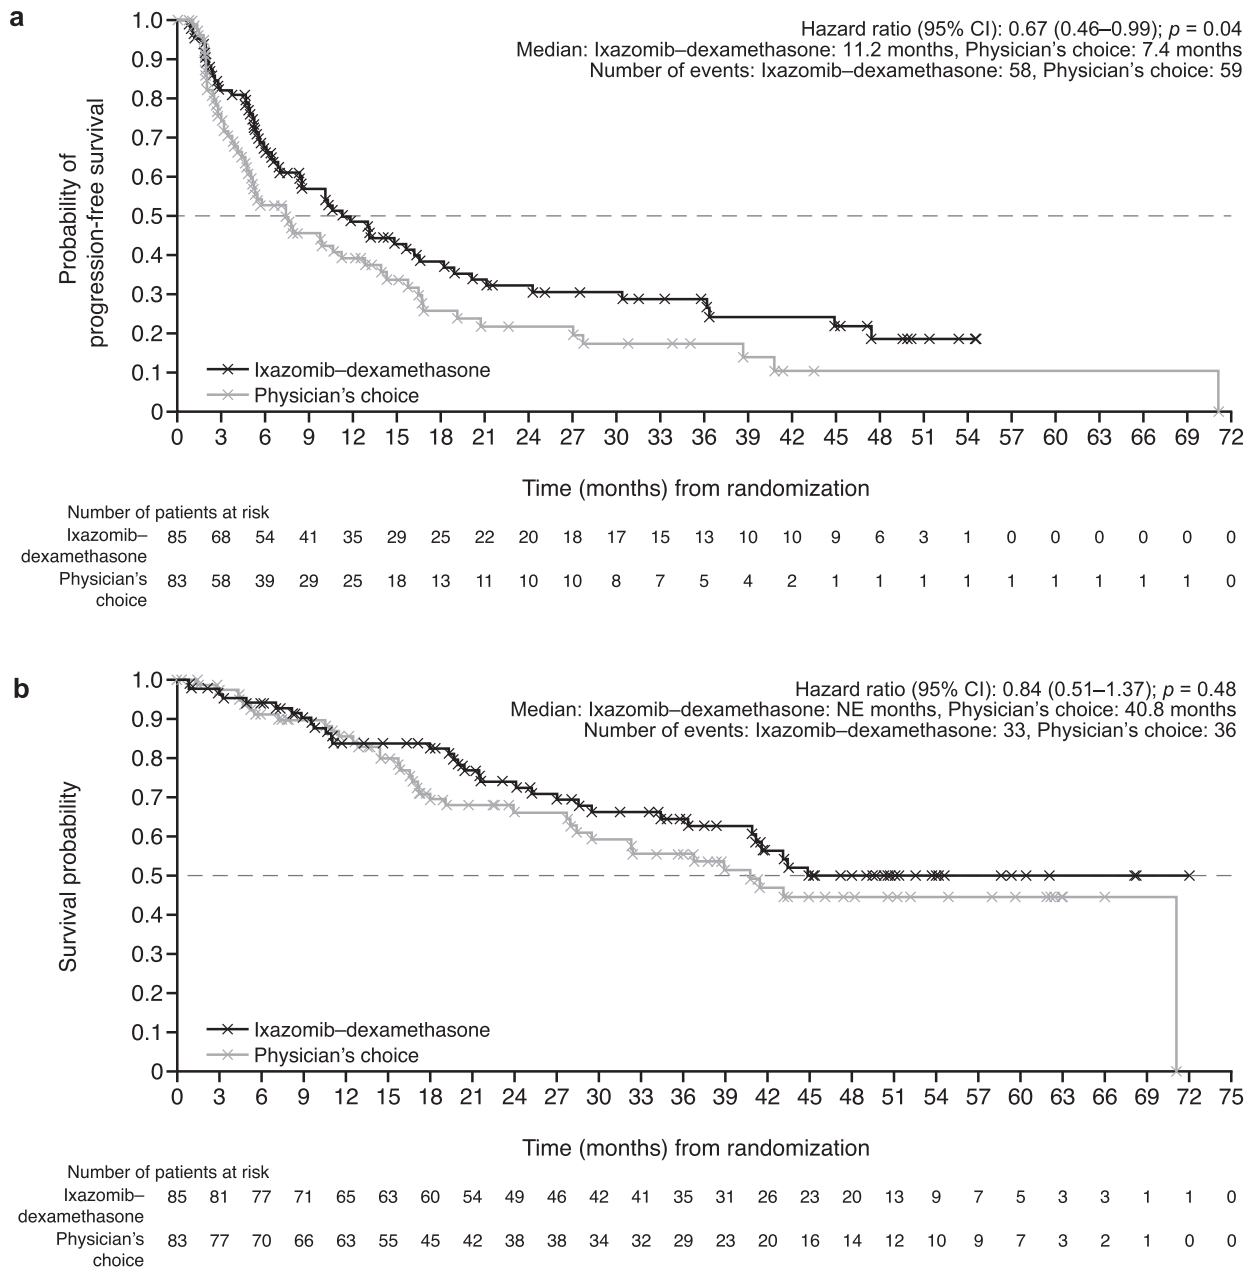 a
Hazard ratio (95% CI): 0.67 (0.46–0.99); p = 0.04
Median: Ixazomib–dexamethasone: 11.2 months, Physician's choice: 7.4 months
Number of events: Ixazomib–dexamethasone: 58, Physician's choice: 59
Probability of
progression-free survival
1.0
0.9
0.8
0.7
0.6
0.5
0.4
0.3
0.2
0.1
0
Ixazomib–dexamethasone
Physician's choice
0 3 6 9 12 15 18 21 24 27 30 33 36 39 42 45 48 51 54 57 60 63 66 69 72
Time (months) from randomization
Number of patients at risk
Ixazomib–
dexamethasone
85 68 54 41 35 29 25 22 20 18 17 15 13 10 10 9 6 3 1 0 0 0 0 0 0
Physician's
choice
83 58 39 29 25 18 13 11 10 10 8 7 5 4 2 1 1 1 1 1 1 1 1 1 0
b
Hazard ratio (95% CI): 0.84 (0.51–1.37); p = 0.48
Median: Ixazomib–dexamethasone: NE months, Physician's choice: 40.8 months
Number of events: Ixazomib–dexamethasone: 33, Physician's choice: 36
Survival probability
1.0
0.9
0.8
0.7
0.6
0.5
0.4
0.3
0.2
0.1
0
Ixazomib–dexamethasone
Physician's choice
0 3 6 9 12 15 18 21 24 27 30 33 36 39 42 45 48 51 54 57 60 63 66 69 72 75
Time (months) from randomization
Number of patients at risk
Ixazomib–
dexamethasone
85 81 77 71 65 63 60 54 49 46 42 41 35 31 26 23 20 13 9 7 5 3 3 1 1 0
Physician's
choice
83 77 70 66 63 55 45 42 38 38 34 32 29 23 20 16 14 12 10 9 7 3 2 1 0 0